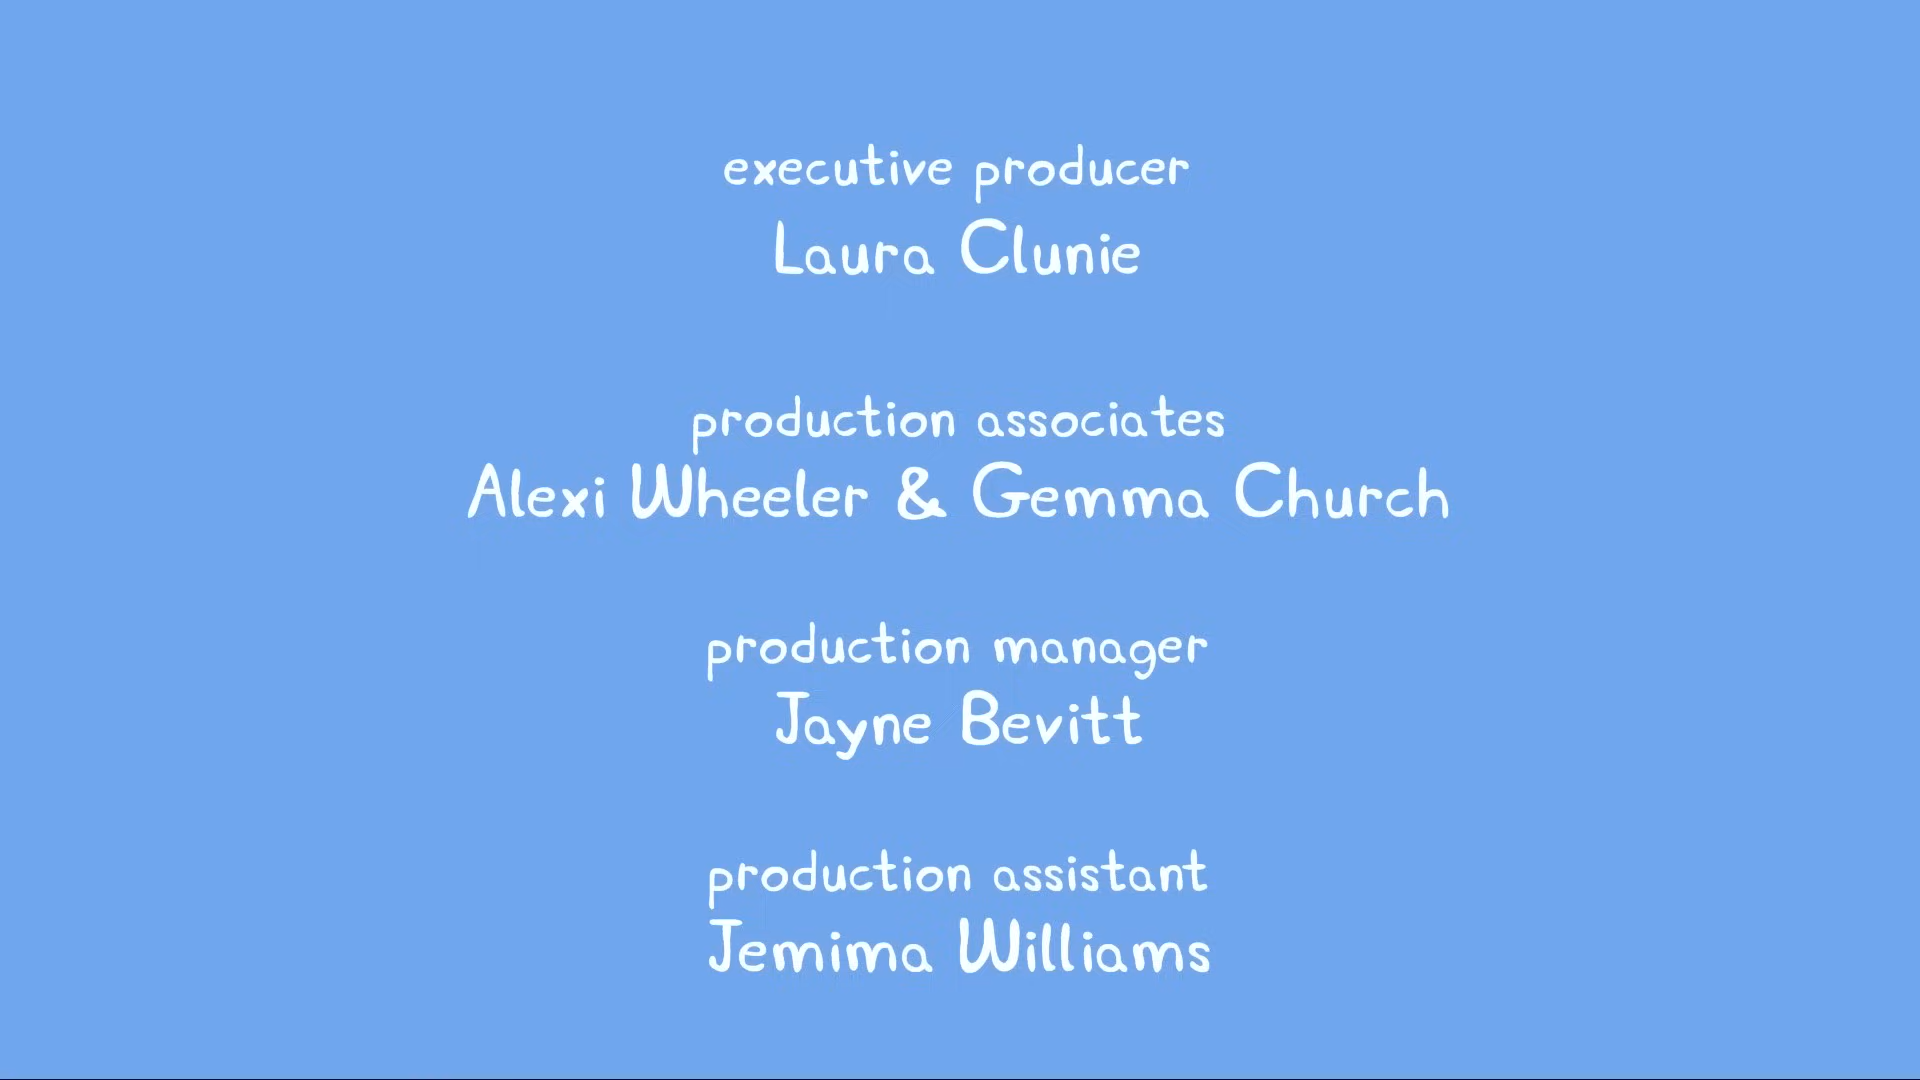 executive producer
Laura Clunie
production associates
Alexi Wheeler & Gemma Church
production manager
Jayne Bevitt
production assistant
Jemima Williams